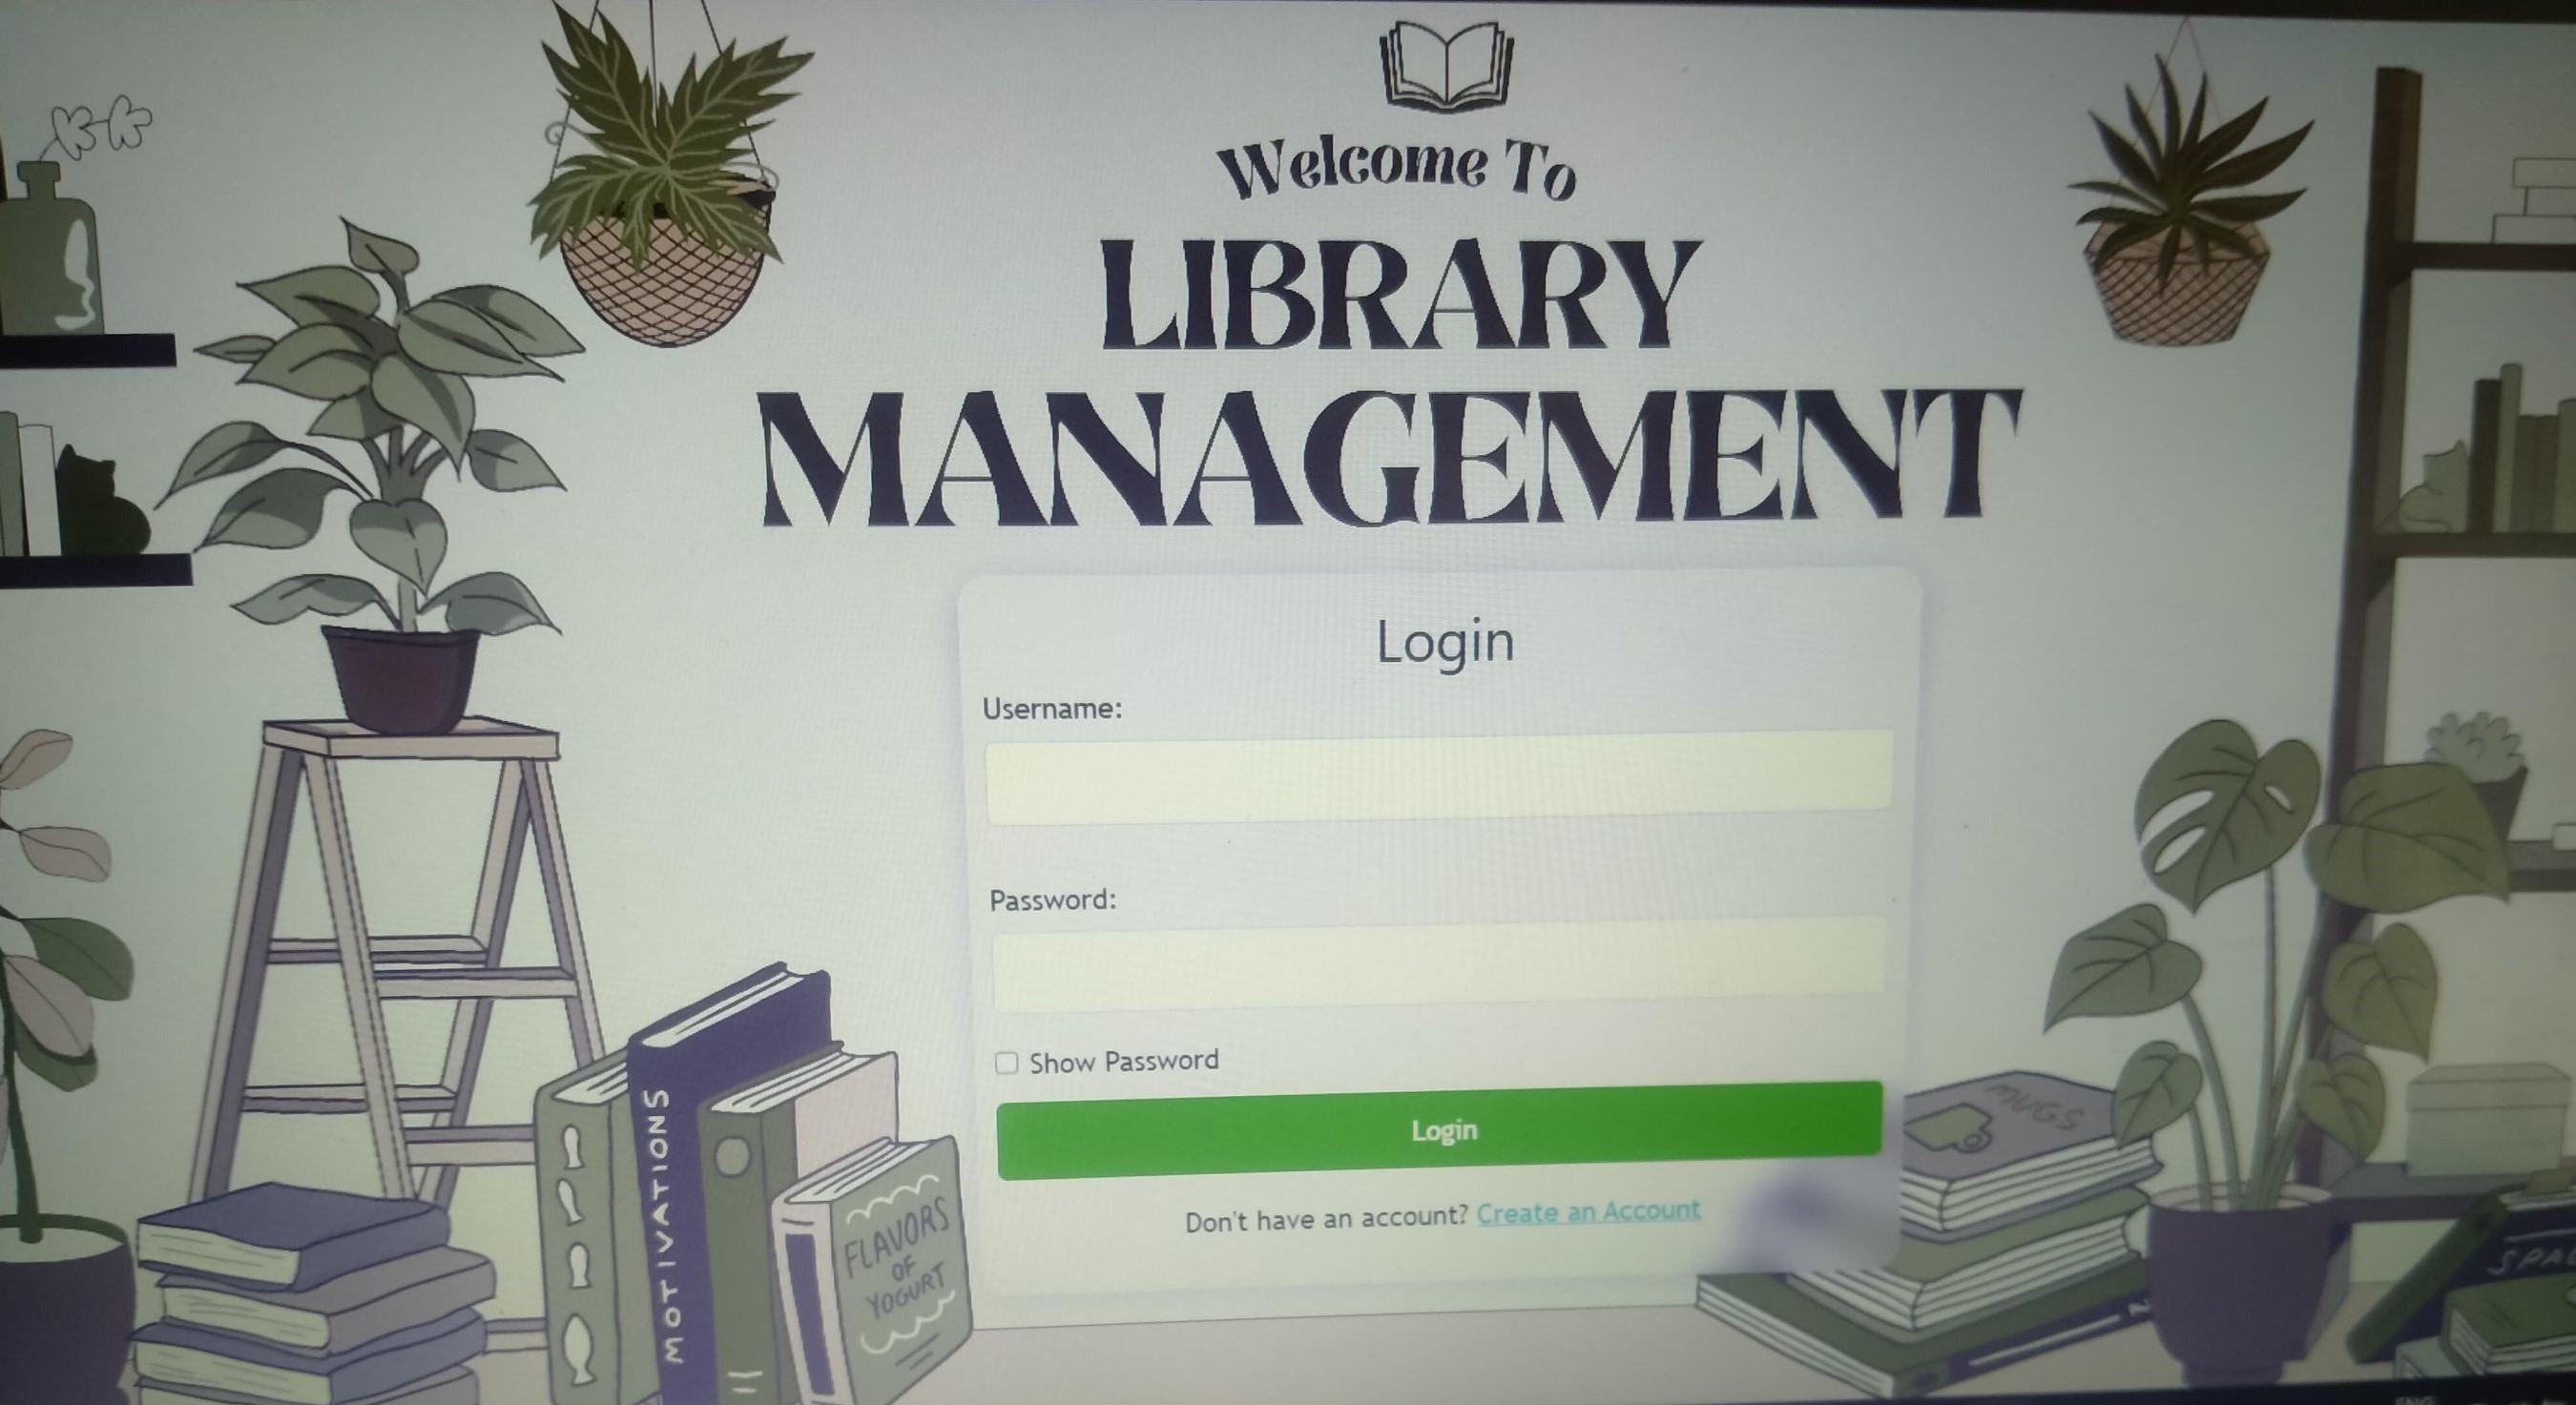 Welcome To
LIBRARY
MANAGEMENT
Login
Username:
Password:
Show Password
Login
Don't have an account? Create an Account
MOTIVATIONS
FLAVORS
OF
YOGURT
MUGS